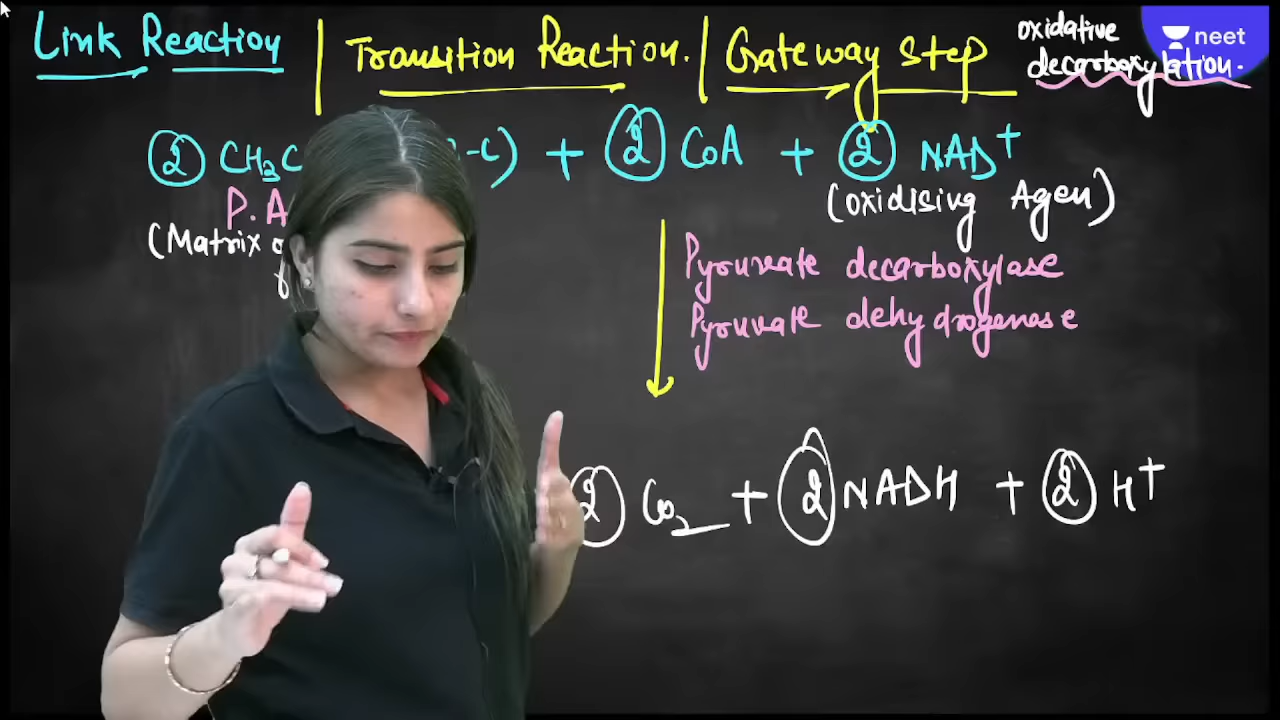 Link Reaction | Transition Reaction. | Gateway Step
oxidative
decarboxylation.
neet
② CH3C -C) + ② CoA + ② NAD+
P.A
(Matrix
(oxidising Agen)
Pyruvate decarboxylase
Pyruvate dehydrogenase
② CO2 + ② NADH + ② H+